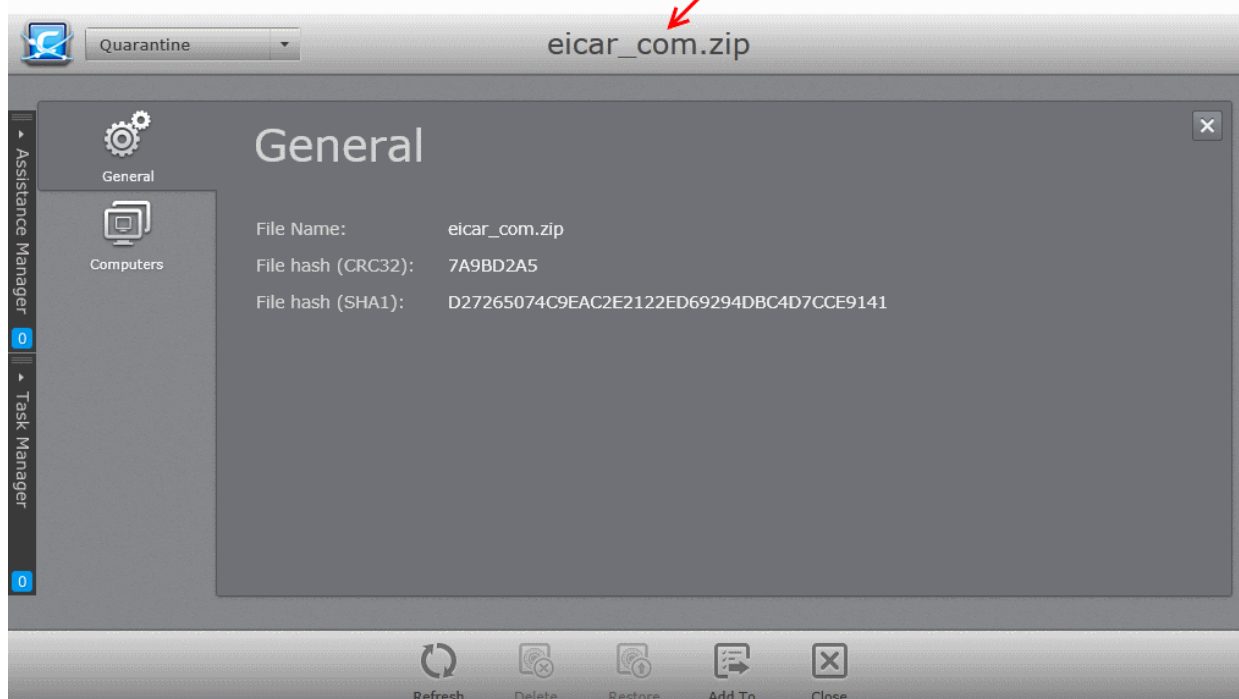 Quarantine
eicar_com.zip
Assistance Manager
0
Task Manager
0
General
Computers
General
File Name: eicar_com.zip
File hash (CRC32): 7A9BD2A5
File hash (SHA1): D27265074C9EAC2E2122ED69294DBC4D7CCE9141
Refresh Delete Restore Add To Close